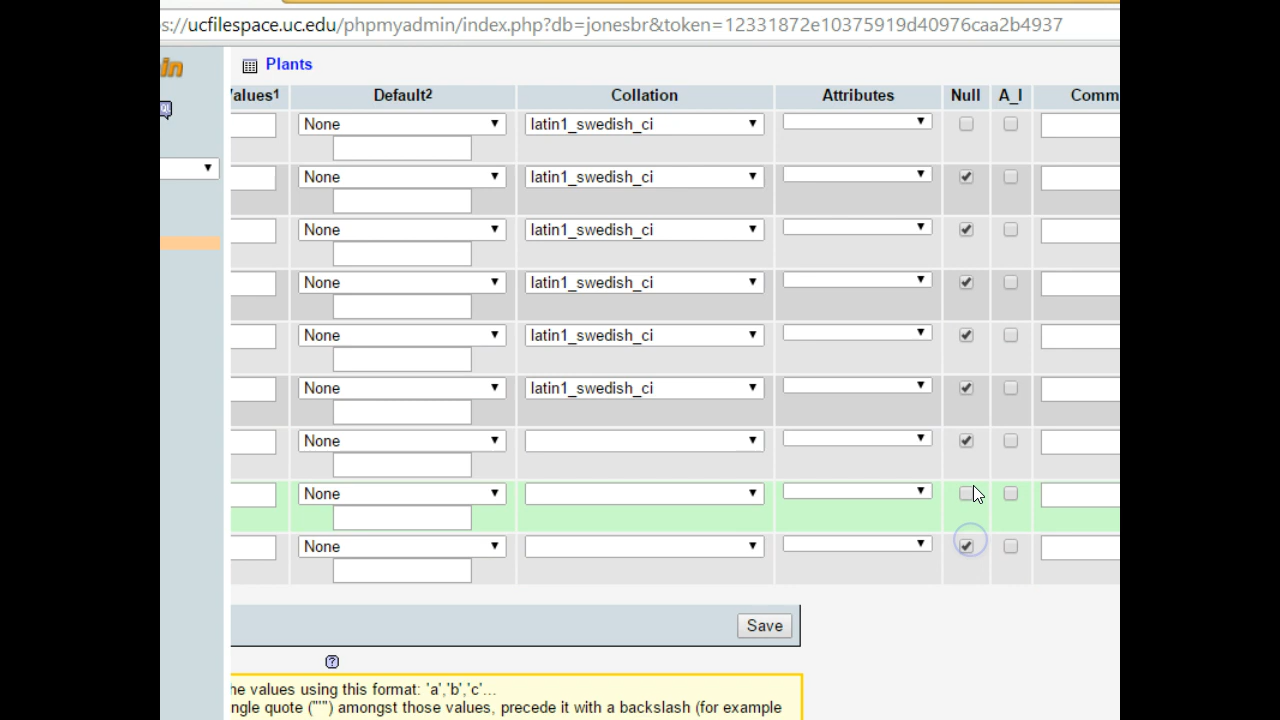 s://ucfilespace.uc.edu/phpmyadmin/index.php?db=jonesbr&token=12331872e10375919d40976caa2b4937
in
Plants
alues1 Default2 Collation Attributes Null A_I Comm
None latin1_swedish_ci
None latin1_swedish_ci
None latin1_swedish_ci
None latin1_swedish_ci
None latin1_swedish_ci
None latin1_swedish_ci
None
None
None
Save
he values using this format: 'a','b','c'...
ngle quote ("'") amongst those values, precede it with a backslash (for example